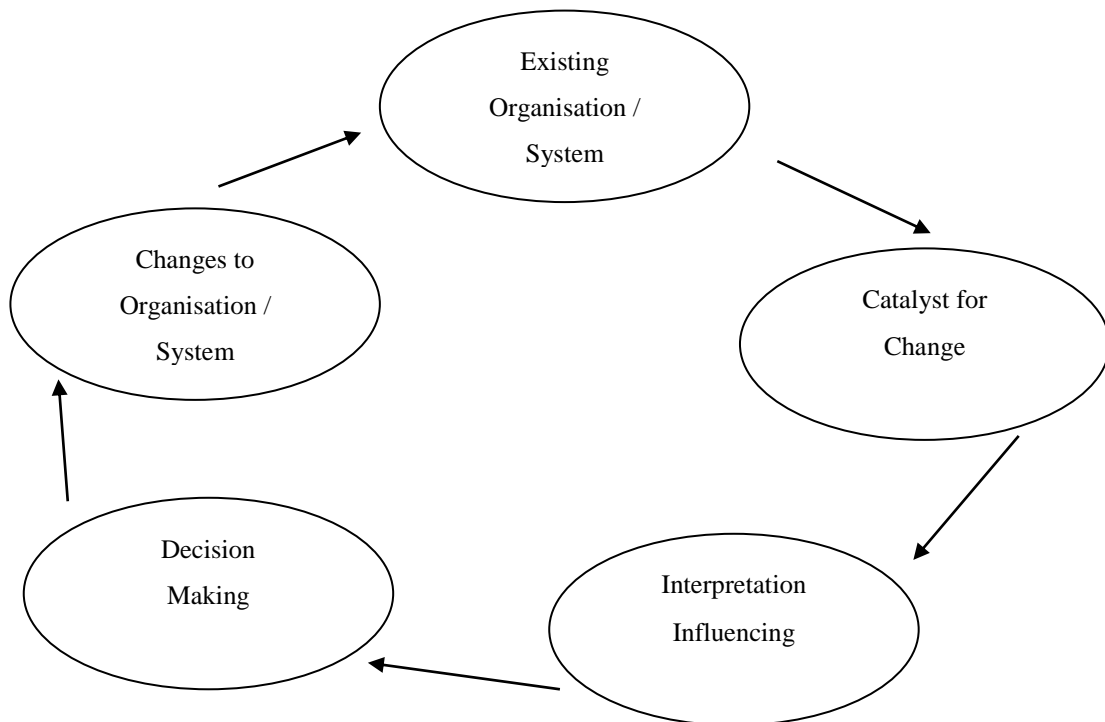 Existing
Organisation /
System
Changes to
Organisation /
System
Catalyst for
Change
Decision
Making
Interpretation
Influencing